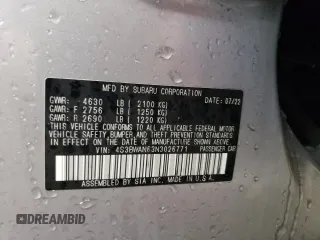 MFD BY SUBARU CORPORATION
GVWR: 4630 LB ( 2100 KG) DATE: 07/22
GAWR: F 2756 LB ( 1250 KG)
GAWR: R 2690 LB ( 1220 KG)
THIS VEHICLE CONFORMS TO ALL APPLICABLE FEDERAL MOTOR
VEHICLE SAFETY, BUMPER, AND THEFT PREVENTION STANDARDS
IN EFFECT ON THE DATE OF MANUFACTURE SHOWN ABOVE.
VIN: 4S3BWAN63N3026771 PASSENGER CAR
ASSEMBLED BY SIA, INC. MADE IN U.S.A.